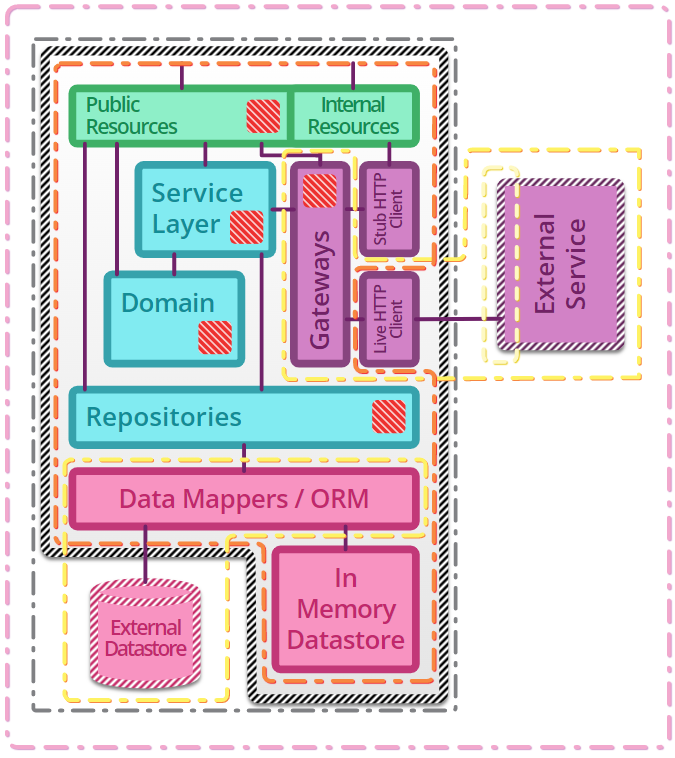 Public
Resources
Internal
Resources
Service
Layer
Gateways
Stub HTTP
Client
External
Service
Domain
Live HTTP
Client
Repositories
Data Mappers / ORM
External
Datastore
In
Memory
Datastore